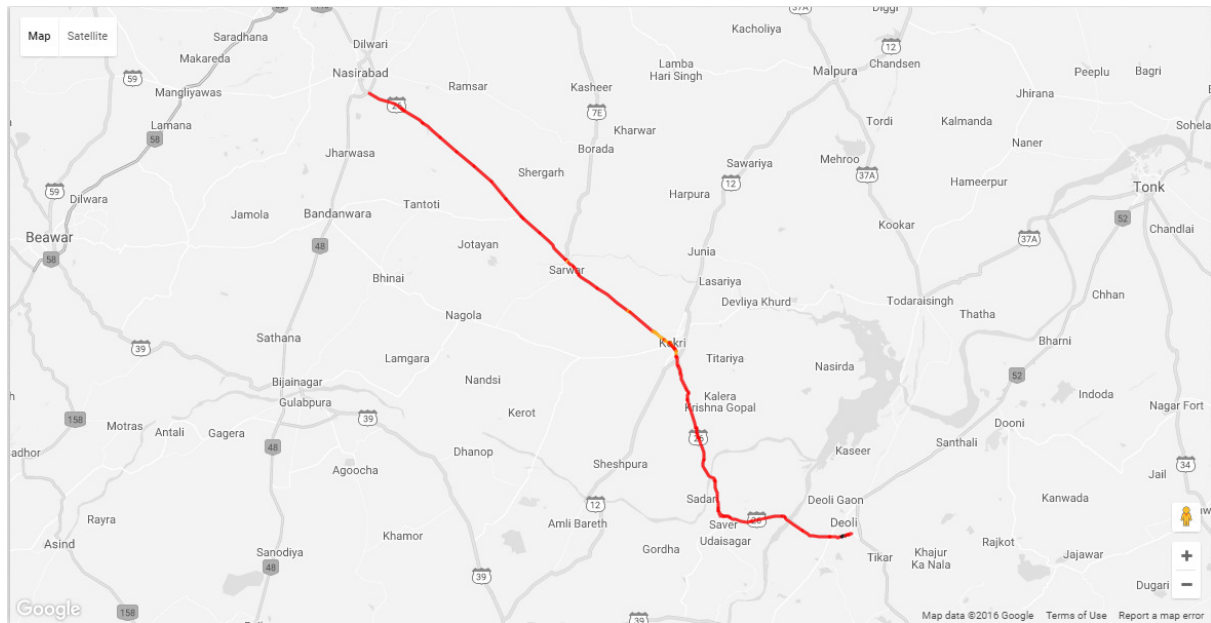 Map Satellite
Saradhana
Dilwari
Kacholiya
37A
Diggi
12
Makareda
59
Nasirabad
Lamba
Hari Singh
Malpura
Chandsen
Peeplu
Bagri
Mangliyawas
26
Ramsar
Kasheer
Jhirana
Lamana
58
7E
Kharwar
Tordi
Kalmanda
Sohela
Jharwasa
Borada
Naner
Shergarh
Sawariya
Mehroo
37A
Hameerpur
59
Dilwara
12
Harpura
Tonk
Jamola
Bandanwara
Tantoti
Kookar
52
Beawar
48
Jotayan
Junia
37A
Chandlai
58
Bhinai
Sarwar
Lasariya
Devliya Khurd
Todaraisingh
Chhan
Nagola
Thatha
Sathana
39
Lamgara
Kekri
Titariya
Nasirda
Bharni
52
Bijainagar
Gulabpura
Nandsi
Kalera
Krishna Gopal
Indoda
Nagar Fort
158
Motras
Antali
Gagera
39
Kerot
Dooni
48
26
Santhali
adhor
Dhanop
Sheshpura
Kaseer
Jail
34
Agoocha
Sadar
Deoli Gaon
Kanwada
12
Rayra
Amli Bareth
Saver
26
Deoli
Udaisagar
Asind
Khamor
Gordha
Tikar
Khajur
Ka Nala
Rajkot
Jajawar
Sanodiya
48
39
Dugari
158
39
Google
Map data ©2016 Google Terms of Use Report a map error